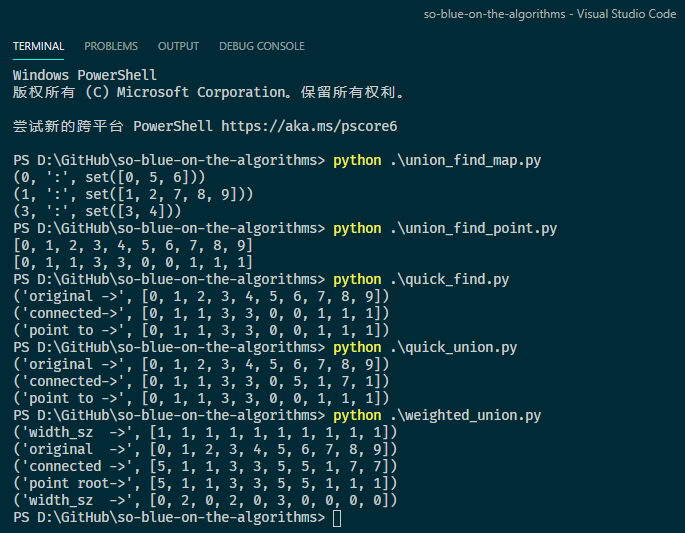 so-blue-on-the-algorithms - Visual Studio Code
TERMINAL PROBLEMS OUTPUT DEBUG CONSOLE
Windows PowerShell
版权所有 (C) Microsoft Corporation。保留所有权利。
尝试新的跨平台 PowerShell https://aka.ms/pscore6
PS D:\GitHub\so-blue-on-the-algorithms> python .\union_find_map.py
(0, ':', set([0, 5, 6]))
(1, ':', set([1, 2, 7, 8, 9]))
(3, ':', set([3, 4]))
PS D:\GitHub\so-blue-on-the-algorithms> python .\union_find_point.py
[0, 1, 2, 3, 4, 5, 6, 7, 8, 9]
[0, 1, 1, 3, 3, 0, 0, 1, 1, 1]
PS D:\GitHub\so-blue-on-the-algorithms> python .\quick_find.py
('original ->', [0, 1, 2, 3, 4, 5, 6, 7, 8, 9])
('connected->', [0, 1, 1, 3, 3, 0, 0, 1, 1, 1])
('point to ->', [0, 1, 1, 3, 3, 0, 0, 1, 1, 1])
PS D:\GitHub\so-blue-on-the-algorithms> python .\quick_union.py
('original ->', [0, 1, 2, 3, 4, 5, 6, 7, 8, 9])
('connected->', [0, 1, 1, 3, 3, 0, 5, 1, 7, 1])
('point to ->', [0, 1, 1, 3, 3, 0, 0, 1, 1, 1])
PS D:\GitHub\so-blue-on-the-algorithms> python .\weighted_union.py
('width_sz  ->', [1, 1, 1, 1, 1, 1, 1, 1, 1, 1])
('original  ->', [0, 1, 2, 3, 4, 5, 6, 7, 8, 9])
('connected ->', [5, 1, 1, 3, 3, 5, 5, 1, 7, 7])
('point root->', [5, 1, 1, 3, 3, 5, 5, 1, 1, 1])
('width_sz  ->', [0, 2, 0, 2, 0, 3, 0, 0, 0, 0])
PS D:\GitHub\so-blue-on-the-algorithms>